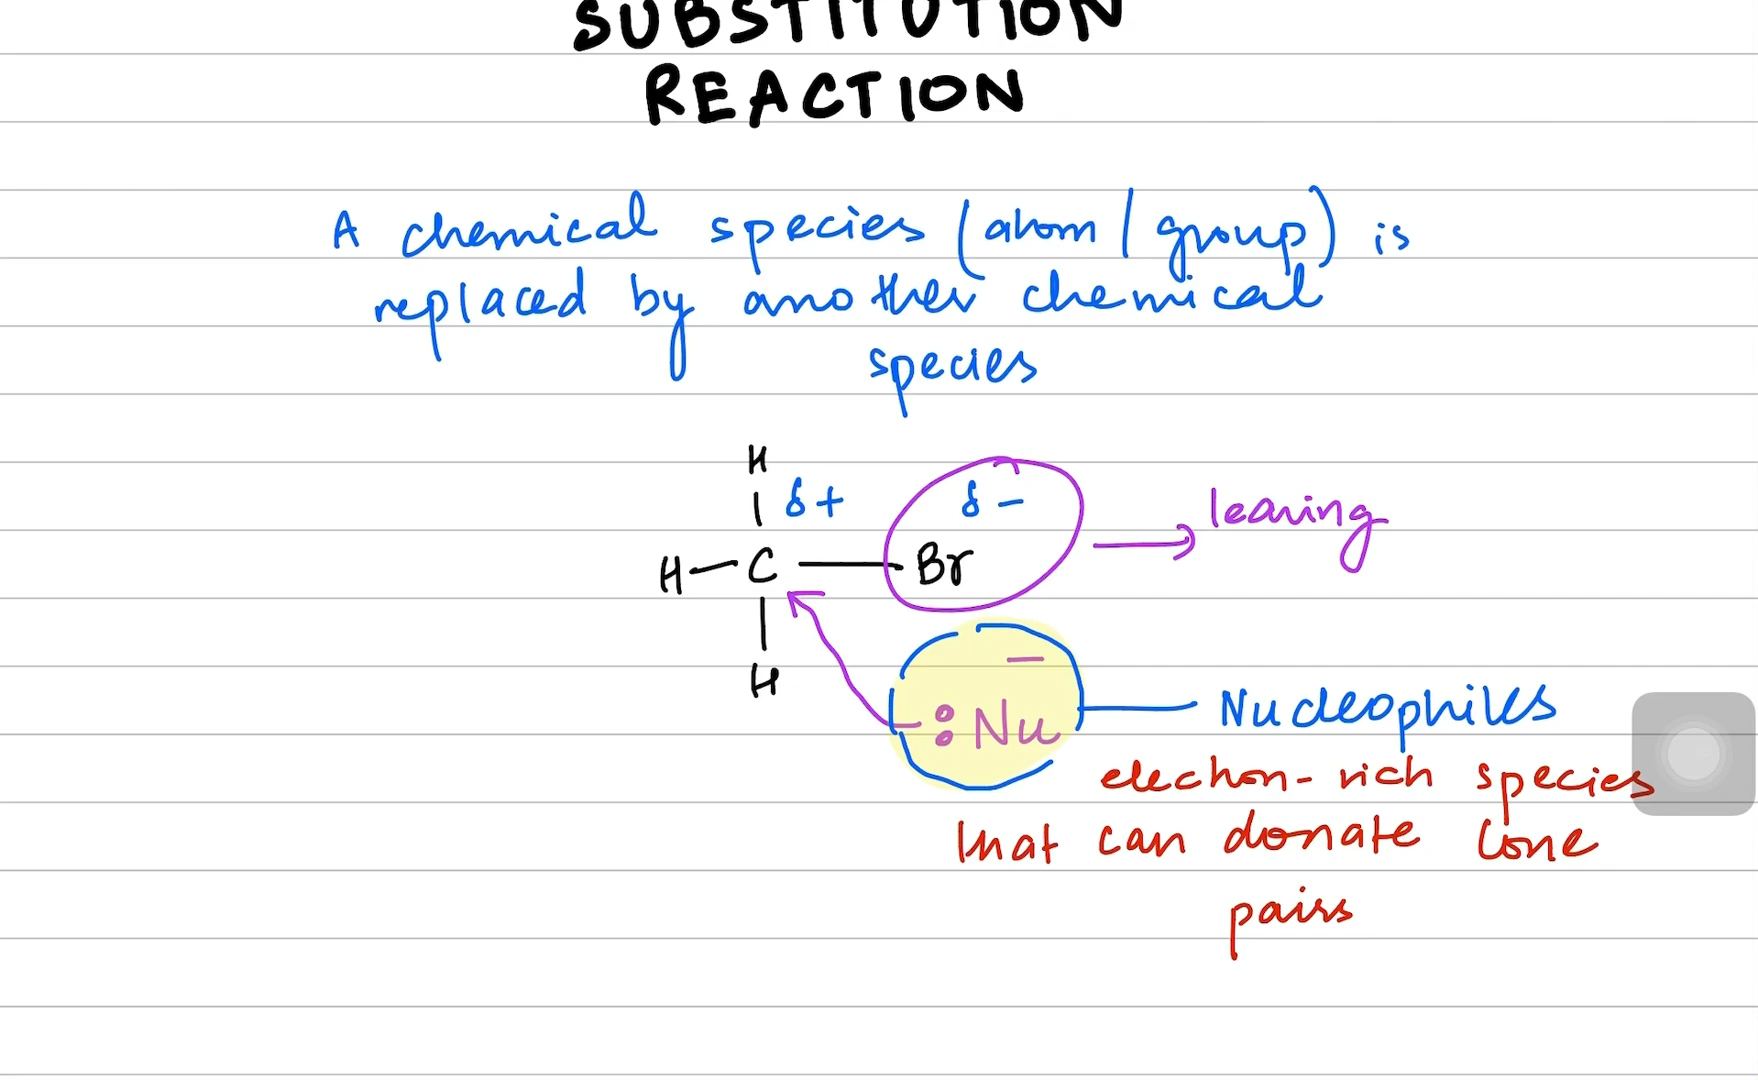 SUBSTITUTION
REACTION
A chemical species (atom / group) is
replaced by another chemical
species
H
δ+ δ-
H-C-Br
H
leaving
:Nu-
Nucleophiles
electron-rich species
that can donate lone
pairs